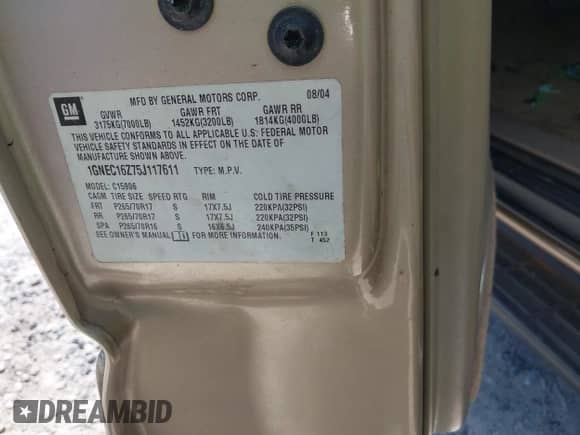 GM
MFD BY GENERAL MOTORS CORP. 08/04
GVWR GAWR FRT GAWR RR
3175KG(7000LB) 1452KG(3200LB) 1814KG(4000LB)
THIS VEHICLE CONFORMS TO ALL APPLICABLE U.S. FEDERAL MOTOR
VEHICLE SAFETY STANDARDS IN EFFECT ON THE DATE OF
MANUFACTURE SHOWN ABOVE.
1GNEC16Z75J117611 TYPE: M.P.V.
MODEL: C15906
CAGM TIRE SIZE SPEED RTG RIM COLD TIRE PRESSURE
FRT P265/70R17 S 17X7.5J 220KPA(32PSI)
RR P265/70R17 S 17X7.5J 220KPA(32PSI)
SPA P265/70R16 S 16X6.5J 240KPA(35PSI)
SEE OWNER'S MANUAL FOR MORE INFORMATION. F 113
T 452
DREAMBID